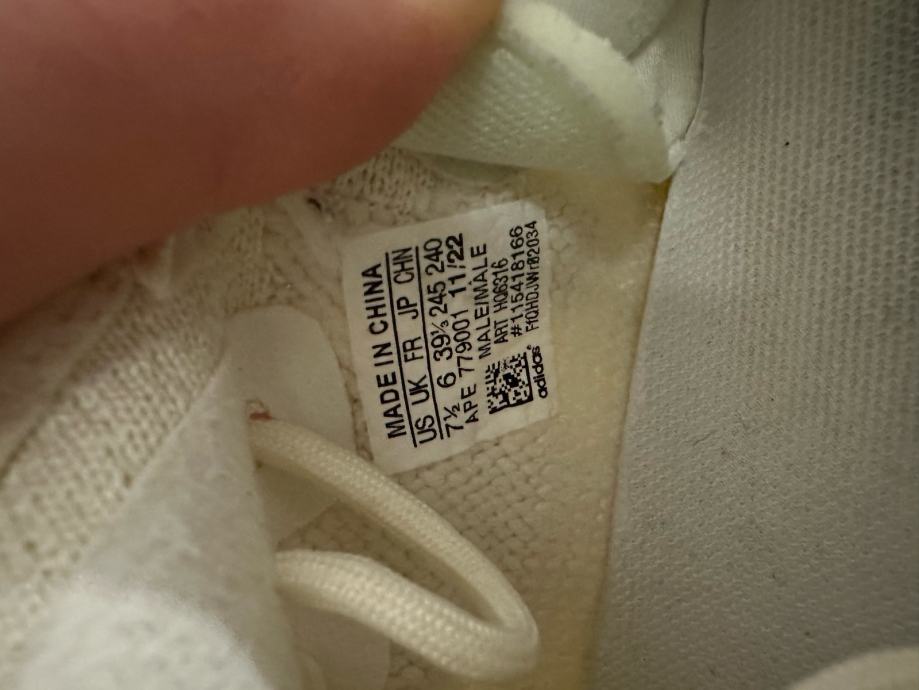 MADE IN CHINA
US UK FR JP CHN
7½ 6 39⅓ 245 240
APE 779001 11/22
MALE/MALE
ART HQ6316
#115418166
FfQHDJWr02034
adidas